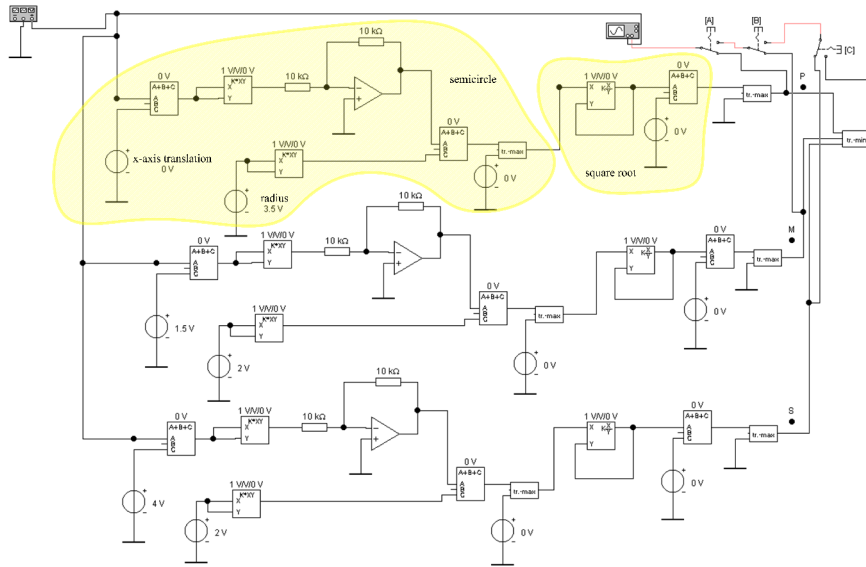 [A] [B]
[C]
10 kΩ
0 V
A+B+C
A
B
C
1 V/V/0 V
K*XY
X
Y
10 kΩ
semicircle
1 V/V/0 V
X
Y
0 V
A+B+C
A
B
C
P
tr.-max
tr.-min
0 V
A+B+C
A
B
C
tr.-max
0 V
x-axis translation
0 V
1 V/V/0 V
K*XY
X
Y
radius
3.5 V
0 V
square root
10 kΩ
0 V
A+B+C
A
B
C
1 V/V/0 V
K*XY
X
Y
10 kΩ
1 V/V/0 V
X
Y
0 V
A+B+C
A
B
C
M
tr.-max
1.5 V
1 V/V/0 V
K*XY
X
Y
0 V
A+B+C
A
B
C
tr.-max
0 V
2 V
0 V
10 kΩ
0 V
A+B+C
A
B
C
1 V/V/0 V
K*XY
X
Y
10 kΩ
1 V/V/0 V
X
Y
0 V
A+B+C
A
B
C
S
tr.-max
4 V
1 V/V/0 V
K*XY
X
Y
0 V
A+B+C
A
B
C
tr.-max
0 V
2 V
0 V